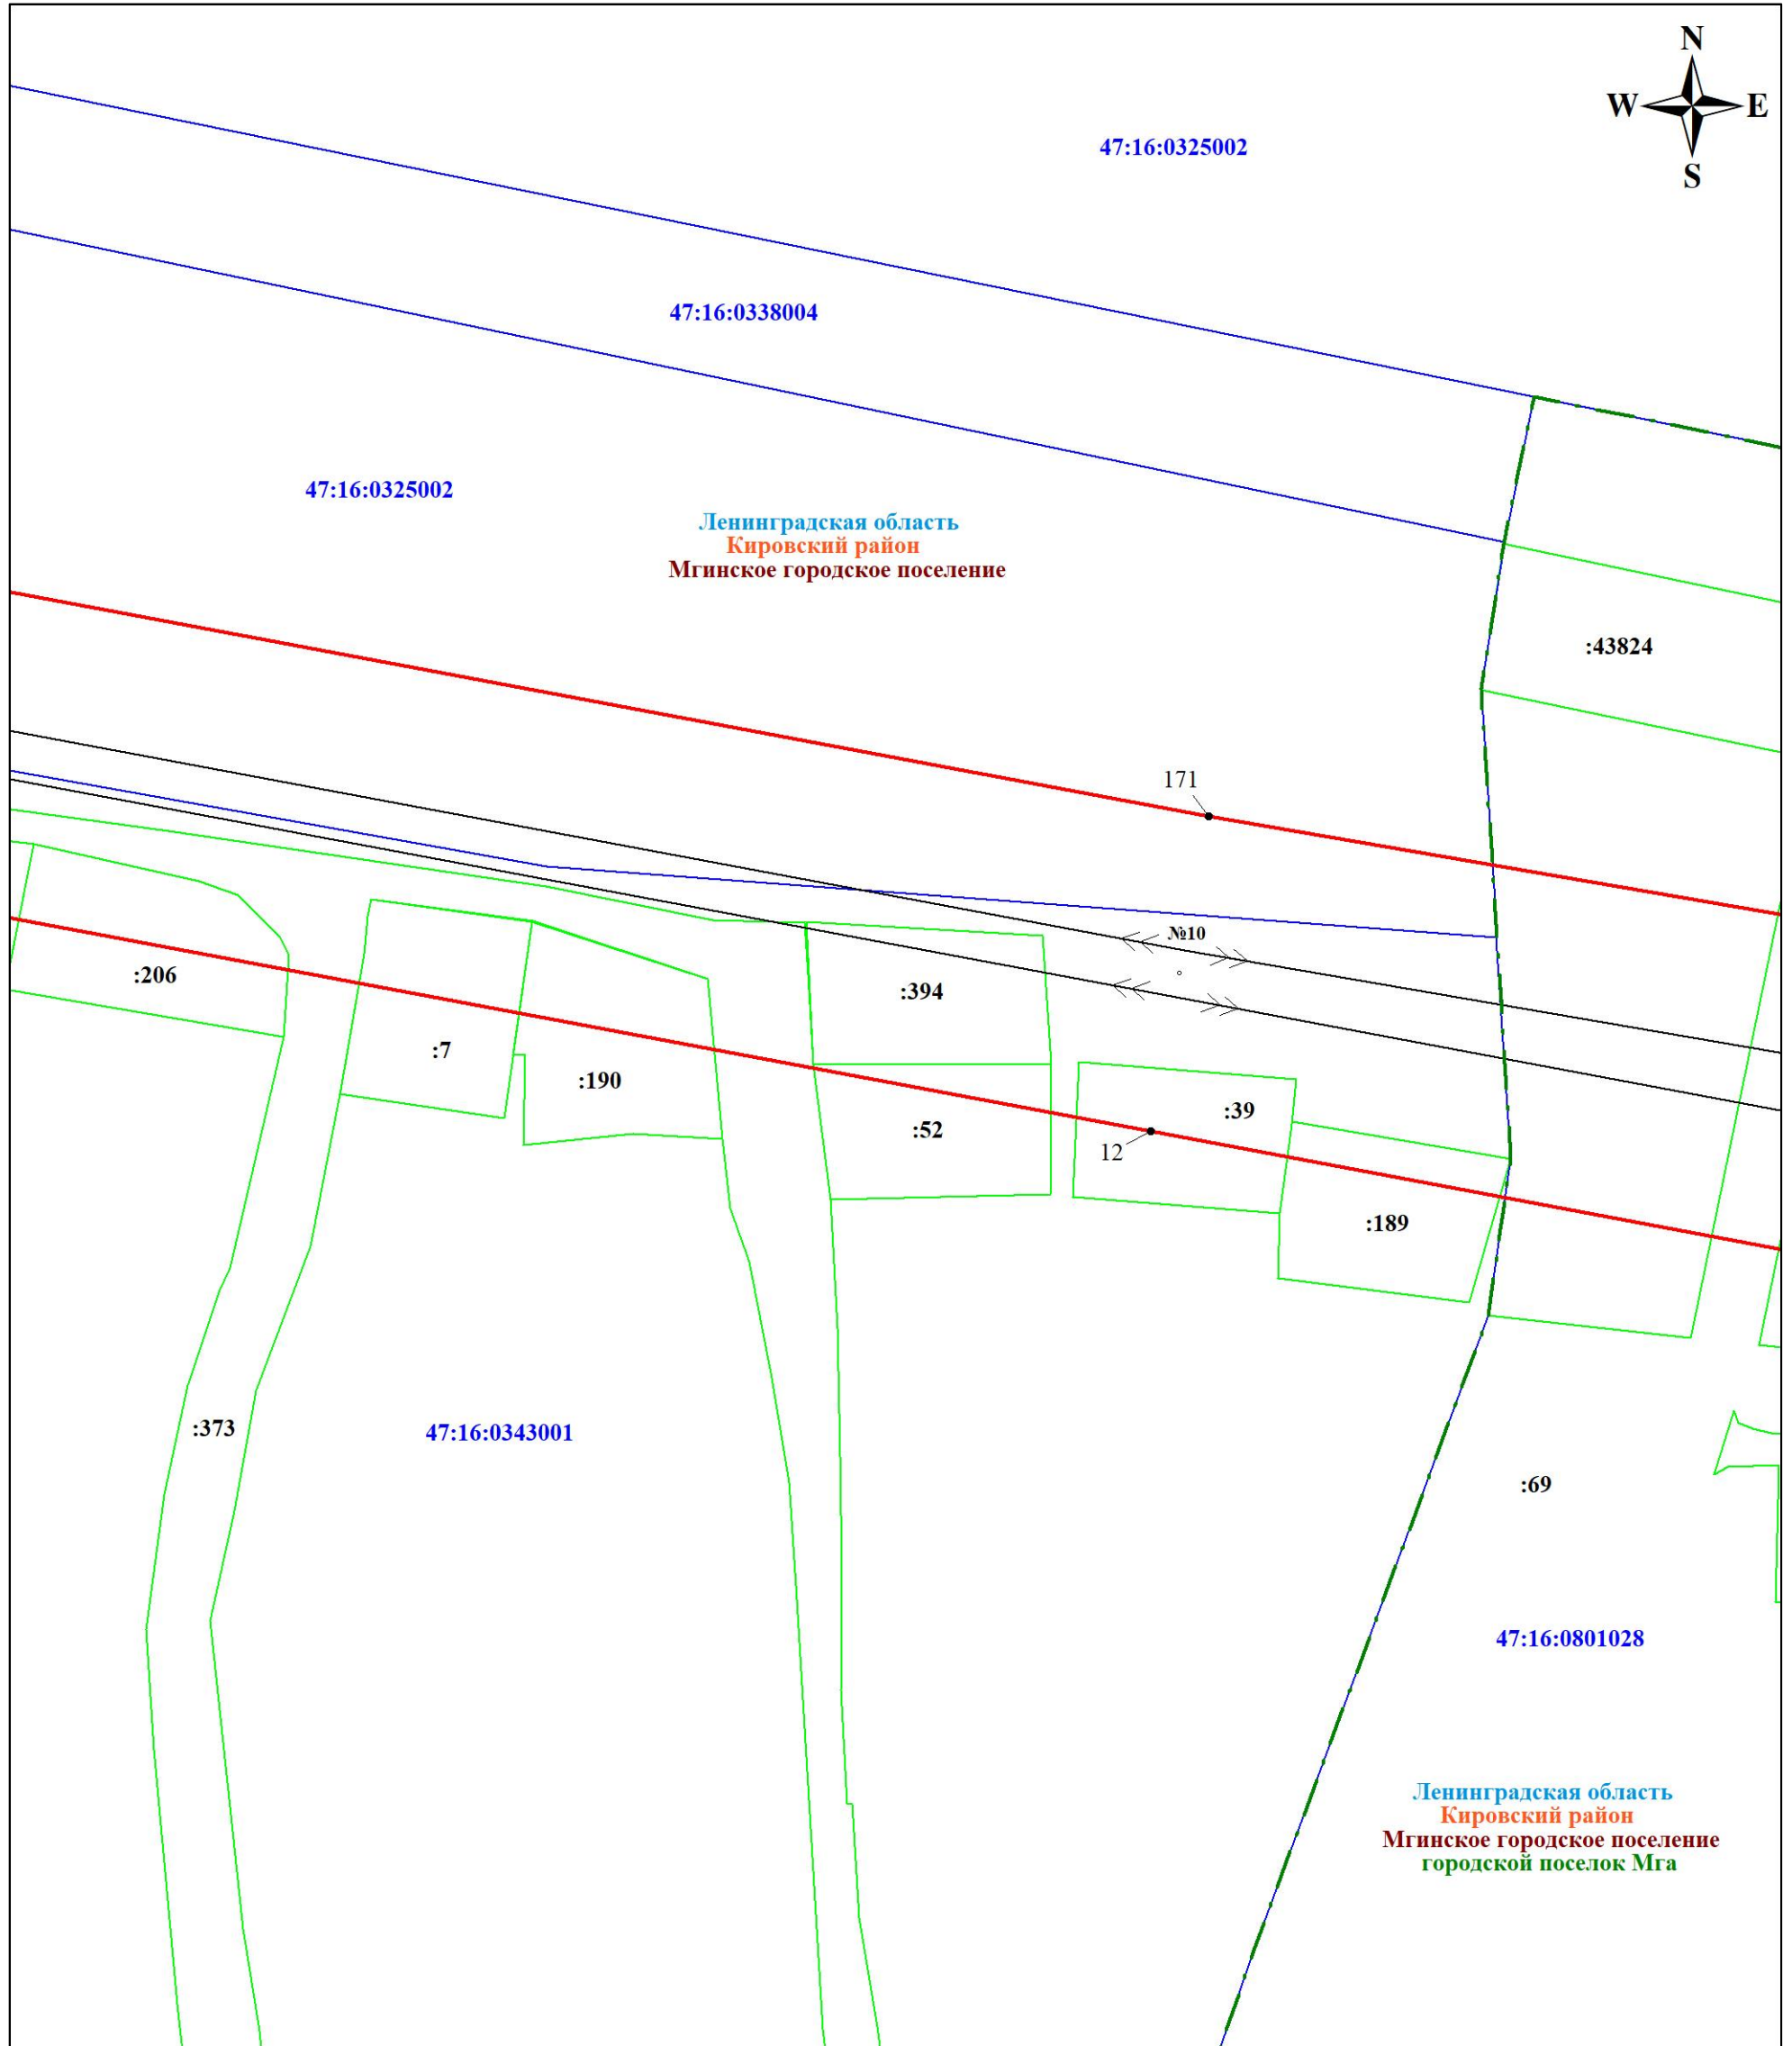 N
W E
S
47:16:0325002
47:16:0338004
47:16:0325002
Ленинградская область
Кировский район
Мгинское городское поселение
:43824
171
№10
:206
:394
:7
:190
:39
:52
12
:189
:373
47:16:0343001
:69
47:16:0801028
Ленинградская область
Кировский район
Мгинское городское поселение
городской поселок Мга